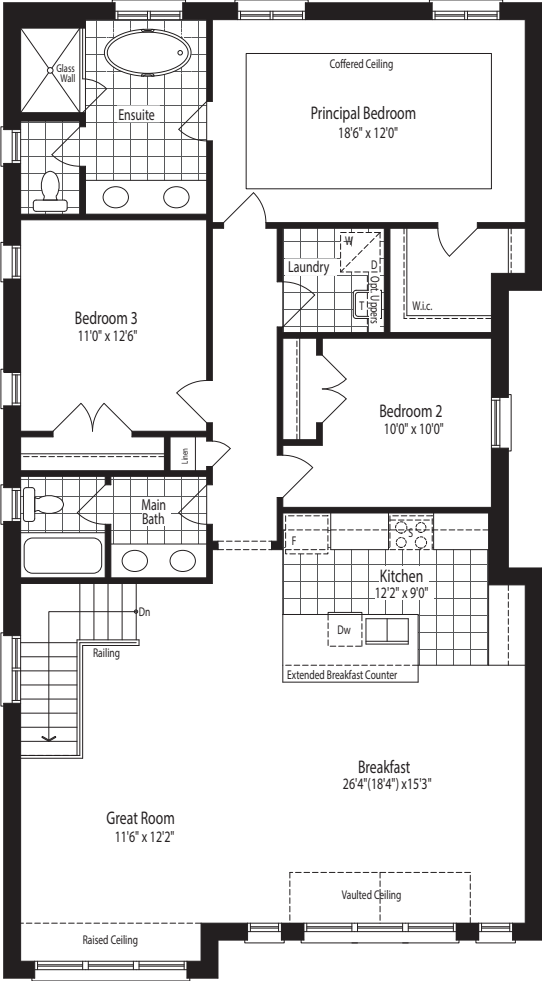 Glass
Wall
Ensuite
Coffered Ceiling
Principal Bedroom
18'6" x 12'0"
W
Laundry
D
Opt. Uppers
T
W.i.c.
Bedroom 3
11'0" x 12'6"
Bedroom 2
10'0" x 10'0"
Linen
Main
Bath
F
S
Kitchen
12'2" x 9'0"
Dn
Dw
Railing
Extended Breakfast Counter
Breakfast
26'4"(18'4") x15'3"
Great Room
11'6" x 12'2"
Vaulted Ceiling
Raised Ceiling